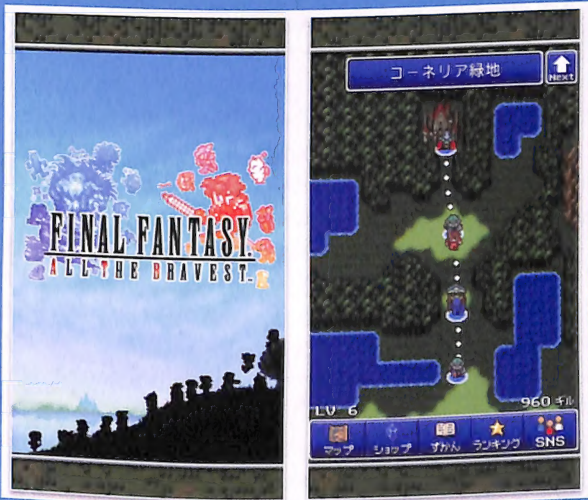 FINAL FANTASY
ALL THE BRAVEST
コーネリア緑地
Next
LV 6
960 ギル
マップ
ショップ
ずかん
ランキング
SNS